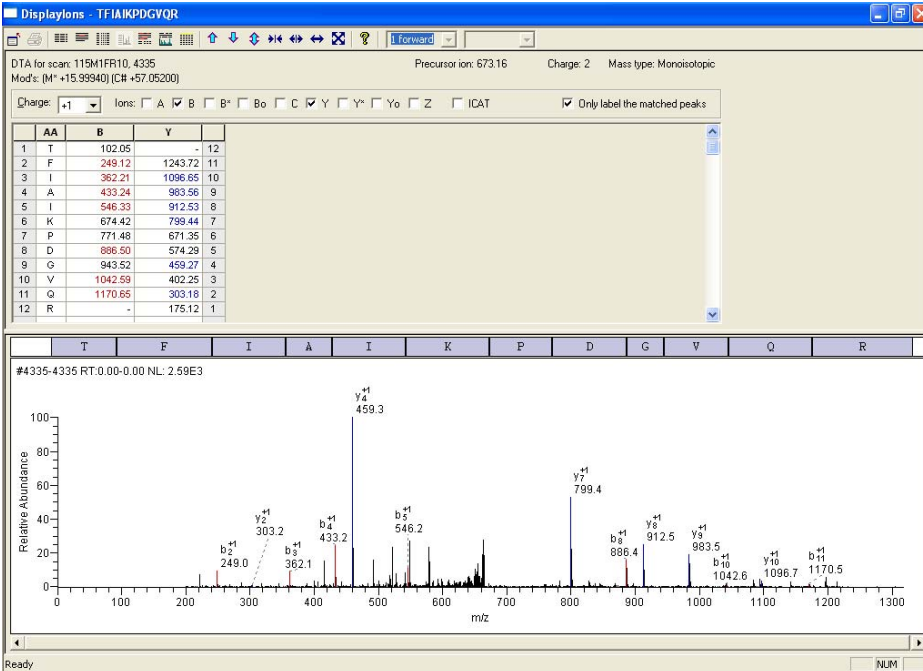 DisplayIons - TFIAIKPDGVQR
1 forward
DTA for scan: 115M1FR10, 4335 Precursor ion: 673.16 Charge: 2 Mass type: Monoisotopic
Mod's: (M* +15.99940) (C# +57.05200)
Charge: +1 Ions: A B B* Bo C Y Y* Yo Z ICAT Only label the matched peaks
AA B Y
1 T 102.05 - 12
2 F 249.12 1243.72 11
3 I 362.21 1096.65 10
4 A 433.24 983.56 9
5 I 546.33 912.53 8
6 K 674.42 799.44 7
7 P 771.48 671.35 6
8 D 886.50 574.29 5
9 G 943.52 459.27 4
10 V 1042.59 402.25 3
11 Q 1170.65 303.18 2
12 R - 175.12 1
T F I A I K P D G V Q R
#4335-4335 RT:0.00-0.00 NL: 2.59E3
y4+1
459.3
y7+1
799.4
y2+1
303.2
b2+1
249.0
b3+1
362.1
b4+1
433.2
b5+1
546.2
b8+1
886.4
y8+1
912.5
y9+1
983.5
b10+1
1042.6
y10+1
1096.7
b11+1
1170.5
Relative Abundance
100
80
60
40
20
0
0 100 200 300 400 500 600 700 800 900 1000 1100 1200 1300
m/z
Ready NUM